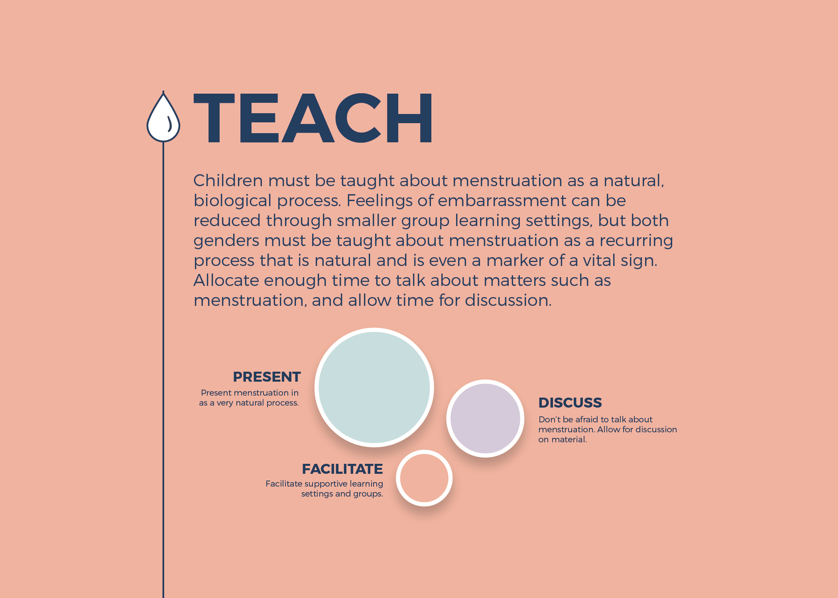 TEACH
Children must be taught about menstruation as a natural,
biological process. Feelings of embarrassment can be
reduced through smaller group learning settings, but both
genders must be taught about menstruation as a recurring
process that is natural and is even a marker of a vital sign.
Allocate enough time to talk about matters such as
menstruation, and allow time for discussion.
PRESENT
Present menstruation in
as a very natural process.
DISCUSS
Don't be afraid to talk about
menstruation. Allow for discussion
on material.
FACILITATE
Facilitate supportive learning
settings and groups.